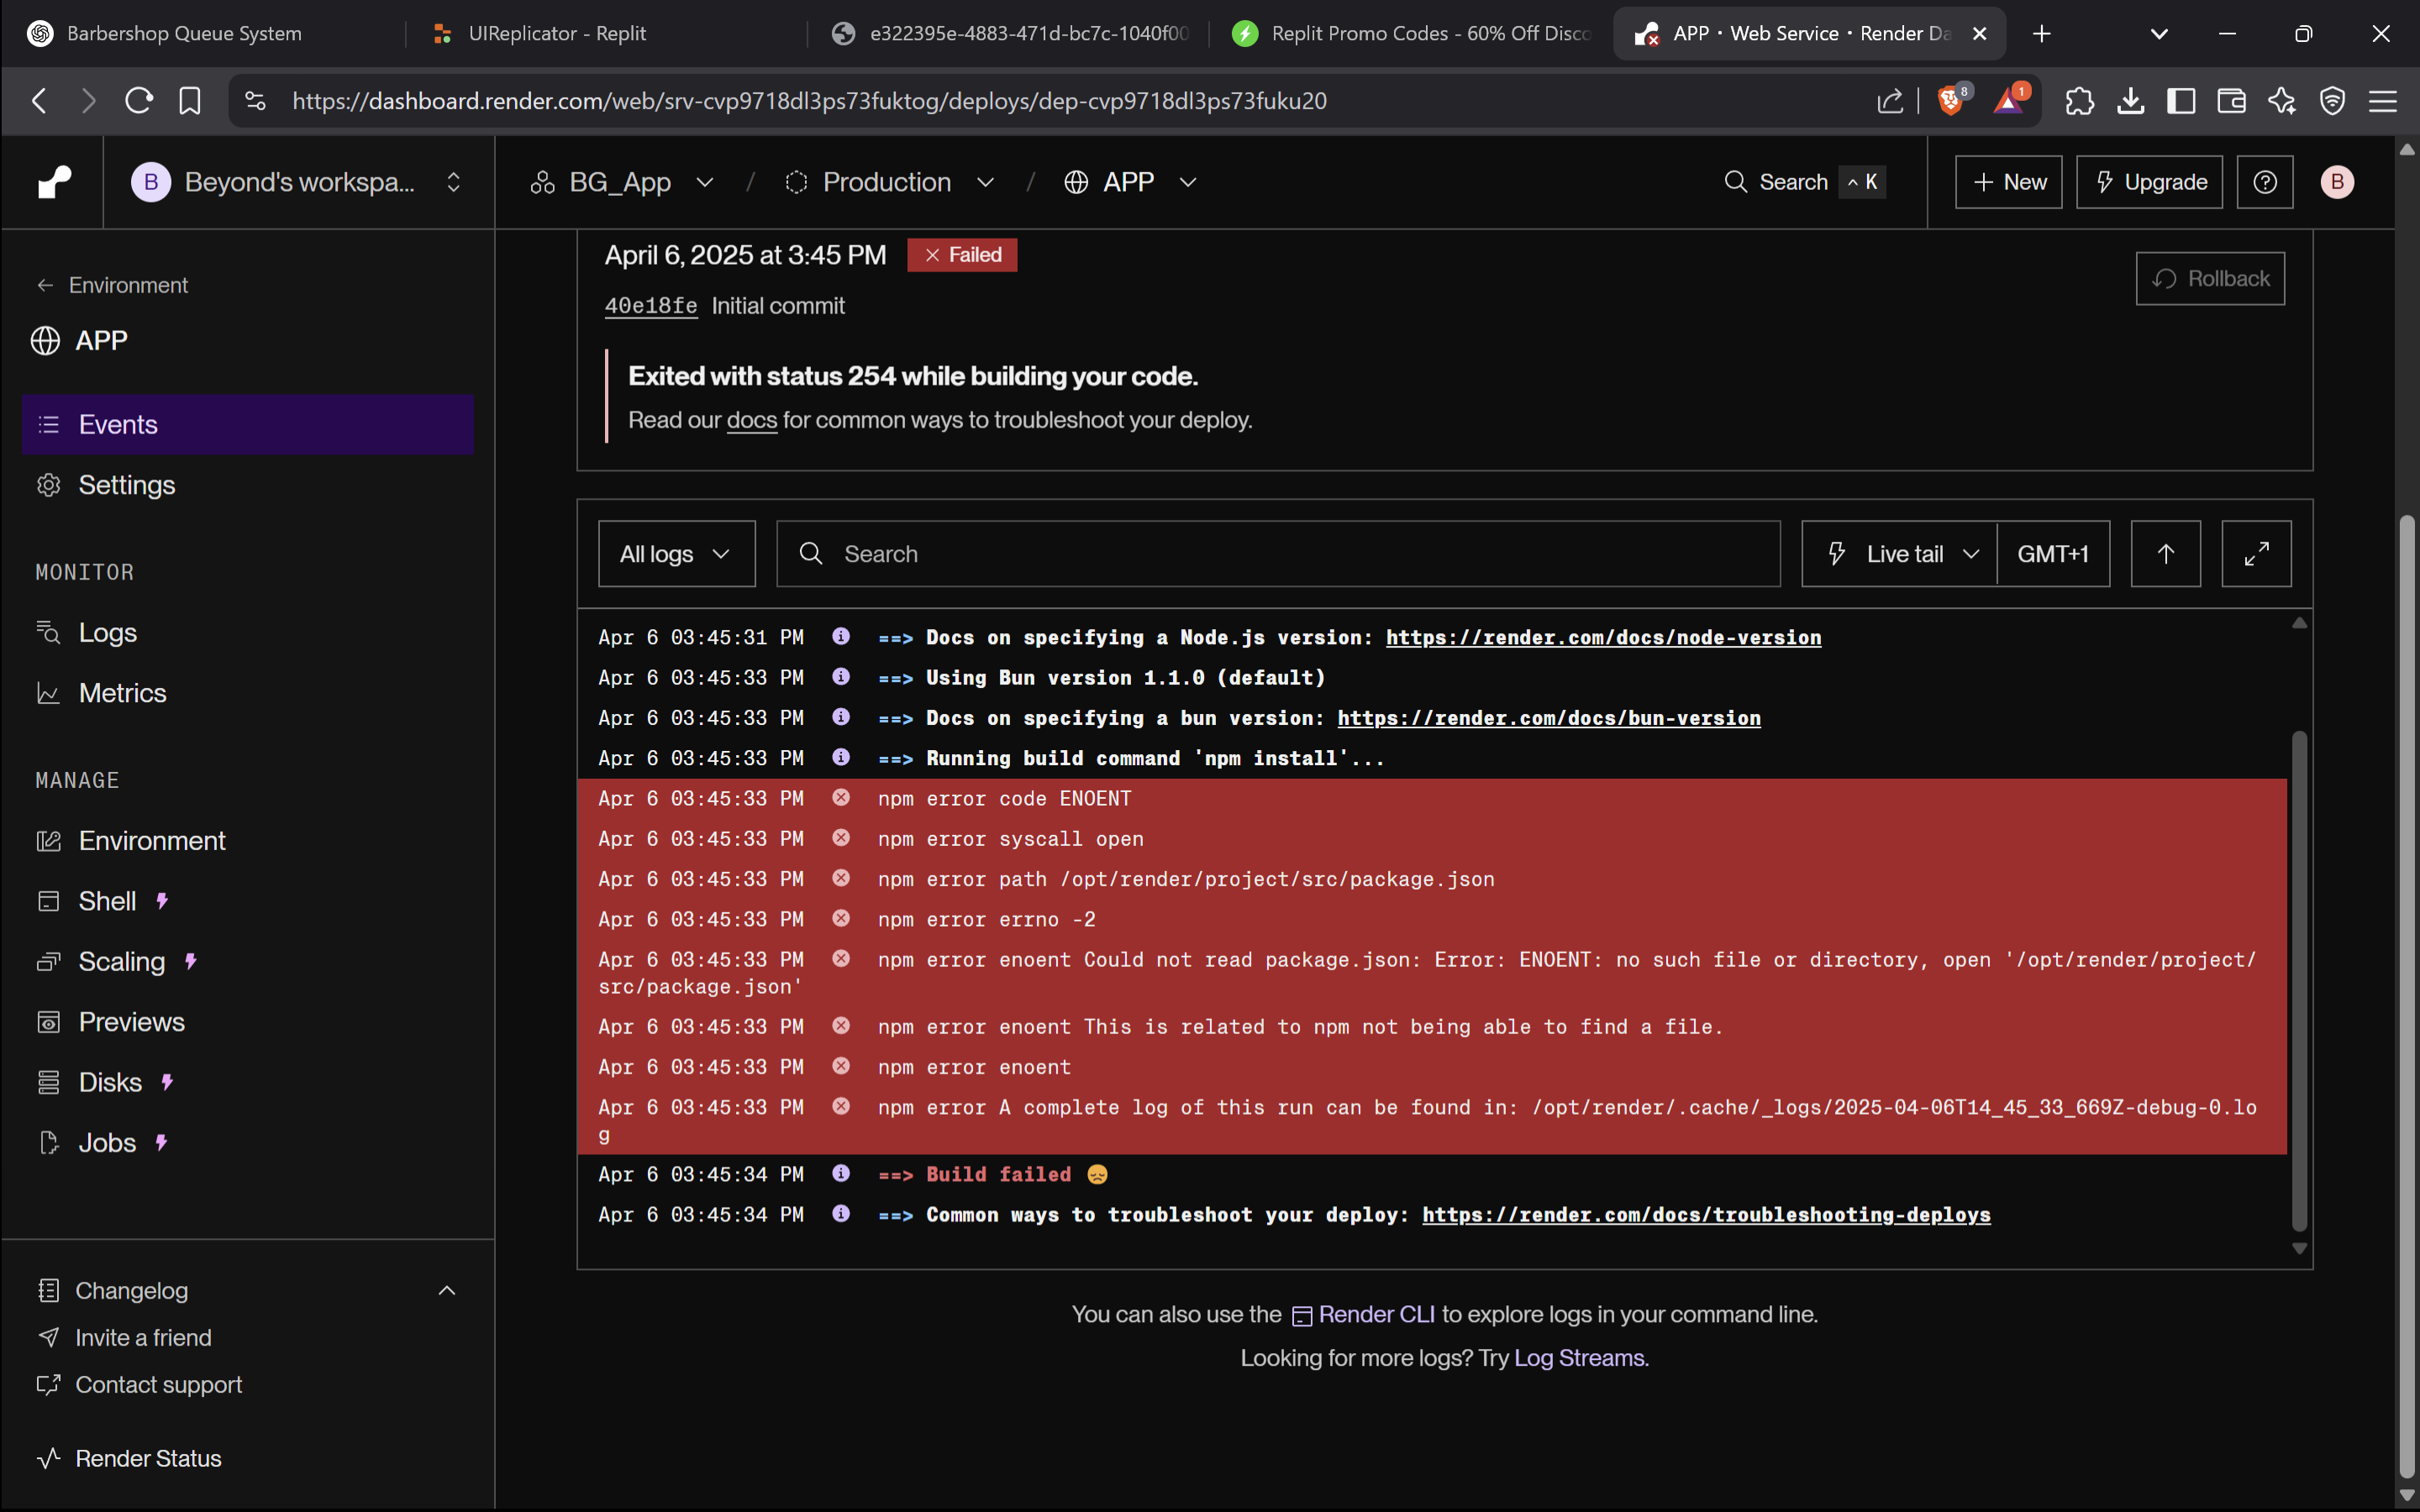 Barbershop Queue System
UIReplicator - Replit
e322395e-4883-471d-bc7c-1040f00
Replit Promo Codes - 60% Off Disco
APP · Web Service · Render Da
https://dashboard.render.com/web/srv-cvp9718dl3ps73fuktog/deploys/dep-cvp9718dl3ps73fuku20
8
1
B
Beyond's workspa...
BG_App
/
Production
/
APP
Search
^ K
+ New
Upgrade
B
Environment
APP
Events
Settings
MONITOR
Logs
Metrics
MANAGE
Environment
Shell
Scaling
Previews
Disks
Jobs
Changelog
Invite a friend
Contact support
Render Status
April 6, 2025 at 3:45 PM
Failed
Rollback
40e18fe Initial commit
Exited with status 254 while building your code.
Read our docs for common ways to troubleshoot your deploy.
All logs
Search
Live tail
GMT+1
Apr 6 03:45:31 PM ==> Docs on specifying a Node.js version: https://render.com/docs/node-version
Apr 6 03:45:33 PM ==> Using Bun version 1.1.0 (default)
Apr 6 03:45:33 PM ==> Docs on specifying a bun version: https://render.com/docs/bun-version
Apr 6 03:45:33 PM ==> Running build command 'npm install'...
Apr 6 03:45:33 PM npm error code ENOENT
Apr 6 03:45:33 PM npm error syscall open
Apr 6 03:45:33 PM npm error path /opt/render/project/src/package.json
Apr 6 03:45:33 PM npm error errno -2
Apr 6 03:45:33 PM npm error enoent Could not read package.json: Error: ENOENT: no such file or directory, open '/opt/render/project/
src/package.json'
Apr 6 03:45:33 PM npm error enoent This is related to npm not being able to find a file.
Apr 6 03:45:33 PM npm error enoent
Apr 6 03:45:33 PM npm error A complete log of this run can be found in: /opt/render/.cache/_logs/2025-04-06T14_45_33_669Z-debug-0.lo
g
Apr 6 03:45:34 PM ==> Build failed 😞
Apr 6 03:45:34 PM ==> Common ways to troubleshoot your deploy: https://render.com/docs/troubleshooting-deploys
You can also use the Render CLI to explore logs in your command line.
Looking for more logs? Try Log Streams.